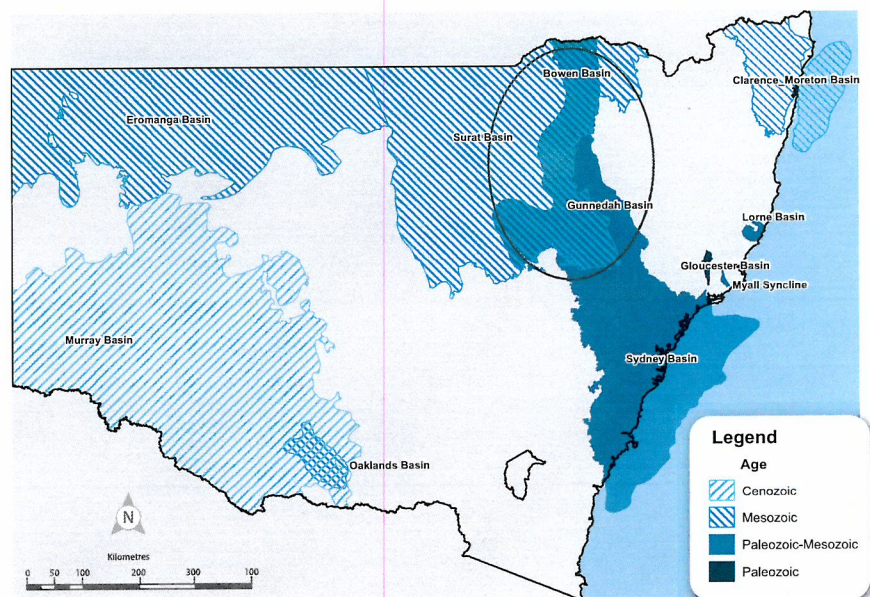 Bowen Basin
Clarence_Moreton Basin
Eromanga Basin
Surat Basin
Gunnedah Basin
Lorne Basin
Gloucester Basin
Myall Syncline
Murray Basin
Sydney Basin
Oaklands Basin
N
Kilometres
0 50 100 200 300 100
Legend
Age
Cenozoic
Mesozoic
Paleozoic-Mesozoic
Paleozoic